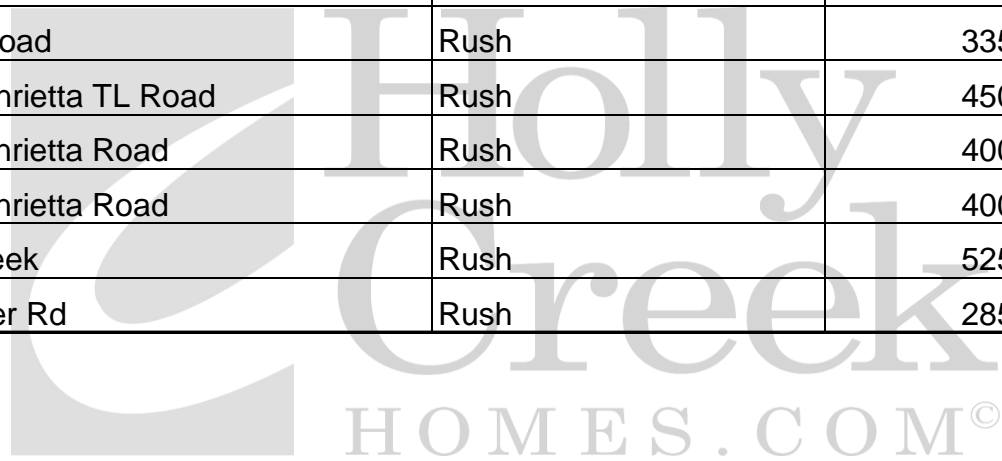 oad Rush 335
nrietta TL Road Rush 450
nrietta Road Rush 400
nrietta Road Rush 400
eek Rush 525
er Rd Rush 285
Holly
Creek
HOMES.COM©